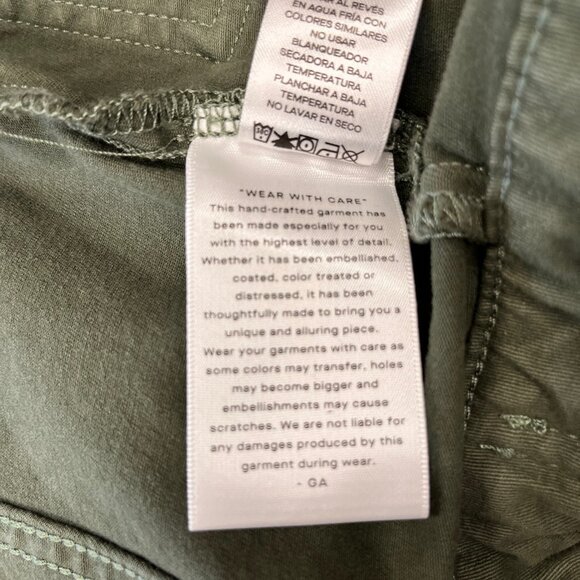 AL REVÉS
EN AGUA FRÍA CON
COLORES SIMILARES
NO USAR
BLANQUEADOR
SECADORA A BAJA
TEMPERATURA
PLANCHAR A BAJA
TEMPERATURA
NO LAVAR EN SECO
"WEAR WITH CARE"
This hand-crafted garment has
been made especially for you
with the highest level of detail.
Whether it has been embellished,
coated, color treated or
distressed, it has been
thoughtfully made to bring you a
unique and alluring piece.
Wear your garments with care as
some colors may transfer, holes
may become bigger and
embellishments may cause
scratches. We are not liable for
any damages produced by this
garment during wear.
- GA